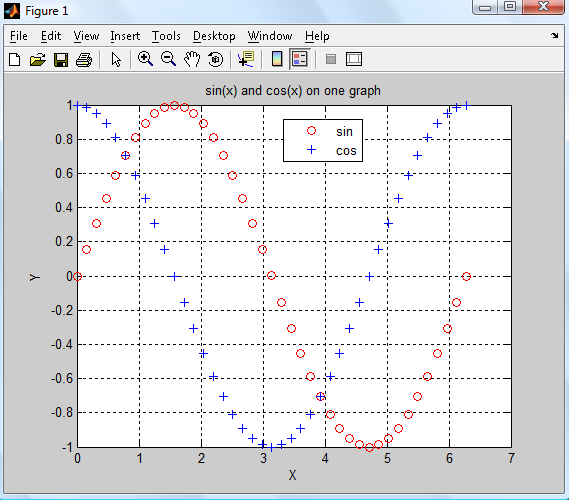 Figure 1
File Edit View Insert Tools Desktop Window Help
sin(x) and cos(x) on one graph
1
0.8
0.6
0.4
0.2
0
-0.2
-0.4
-0.6
-0.8
-1
Y
sin
cos
0 1 2 3 4 5 6 7
X